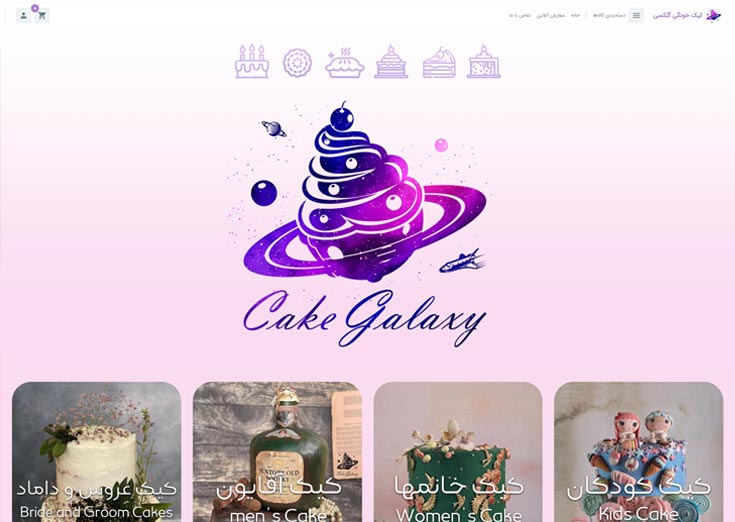 کیک خونگی گلکسی
دسته‌بندی کالاها
خانه
سفارش آنلاین
تماس با ما
Cake Galaxy
کیک کودکان
Kids Cake
کیک خانمها
Women`s Cake
کیک آقایون
men`s Cake
کیک عروس و داماد
Bride and Groom Cakes